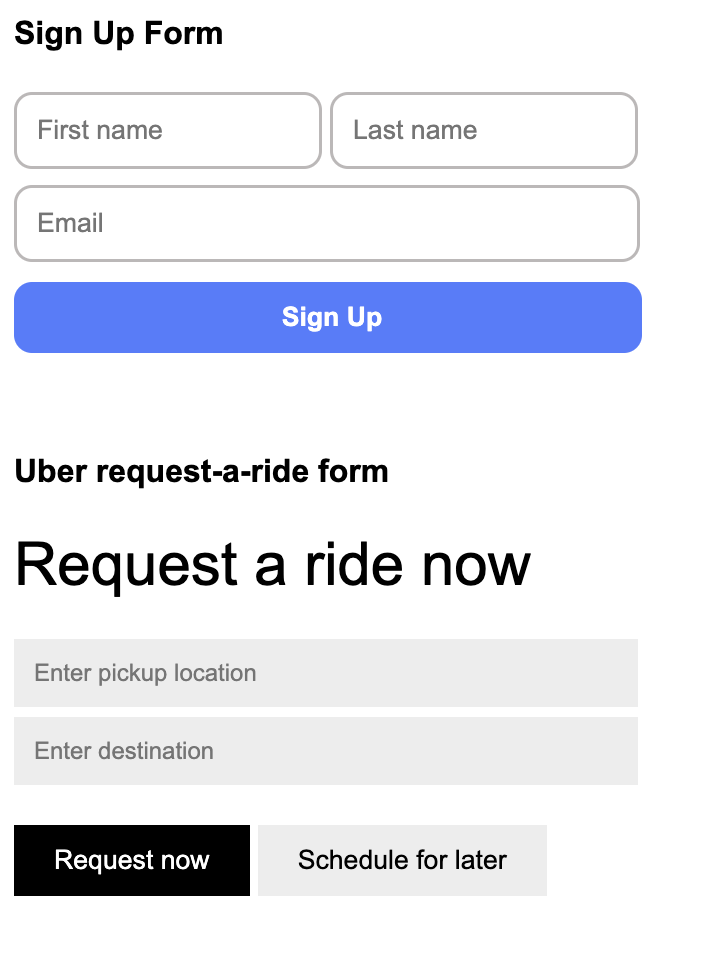 Sign Up Form
First name Last name
Email
Sign Up
Uber request-a-ride form
Request a ride now
Enter pickup location
Enter destination
Request now Schedule for later